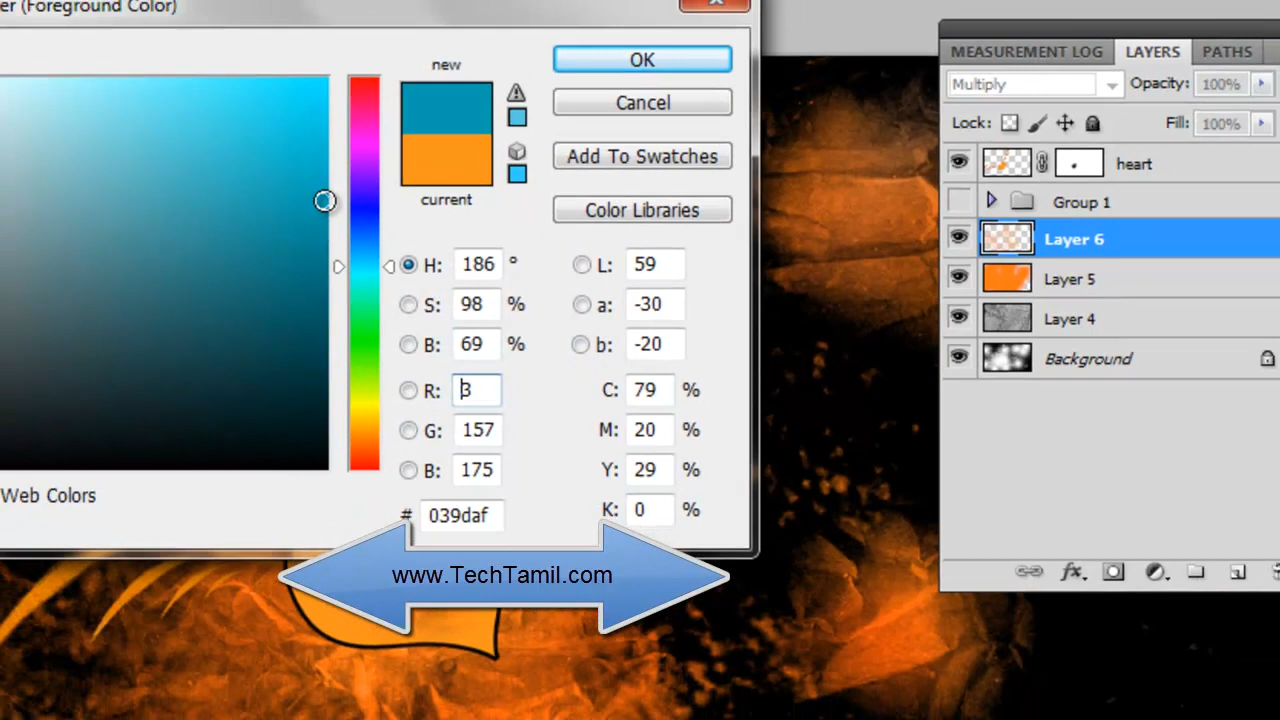 er (Foreground Color)
new
current
OK
Cancel
Add To Swatches
Color Libraries
H: 186 °
S: 98 %
B: 69 %
R: 3
G: 157
B: 175
# 039daf
L: 59
a: -30
b: -20
C: 79 %
M: 20 %
Y: 29 %
K: 0 %
Web Colors
www.TechTamil.com
MEASUREMENT LOG LAYERS PATHS
Multiply Opacity: 100%
Lock: Fill: 100%
heart
Group 1
Layer 6
Layer 5
Layer 4
Background
fx